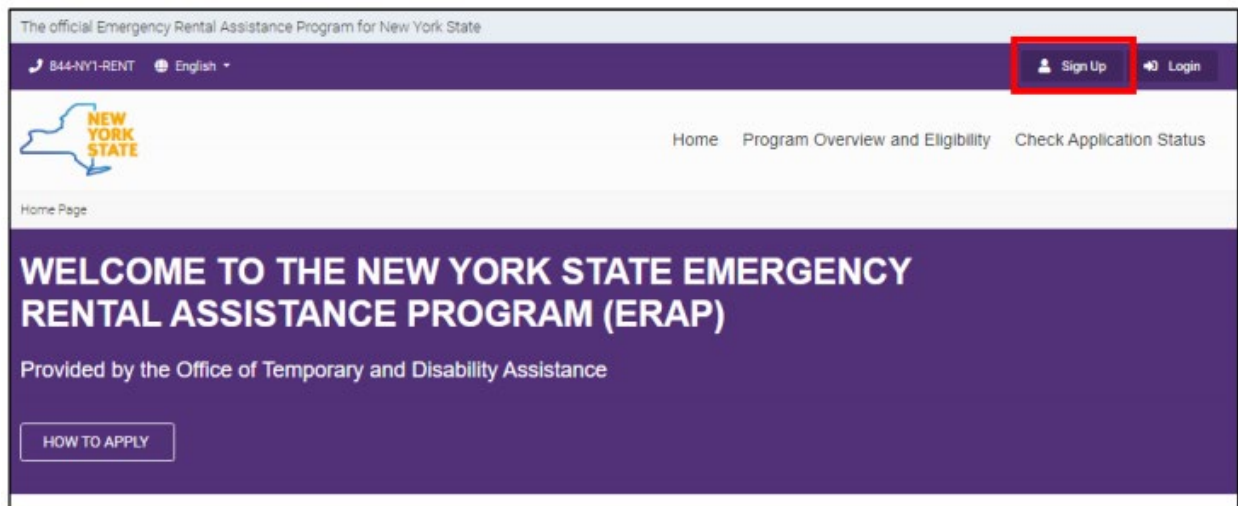 The official Emergency Rental Assistance Program for New York State
844-NY1-RENT English Sign Up Login
NEW
YORK
STATE
Home Program Overview and Eligibility Check Application Status
Home Page
WELCOME TO THE NEW YORK STATE EMERGENCY
RENTAL ASSISTANCE PROGRAM (ERAP)
Provided by the Office of Temporary and Disability Assistance
HOW TO APPLY